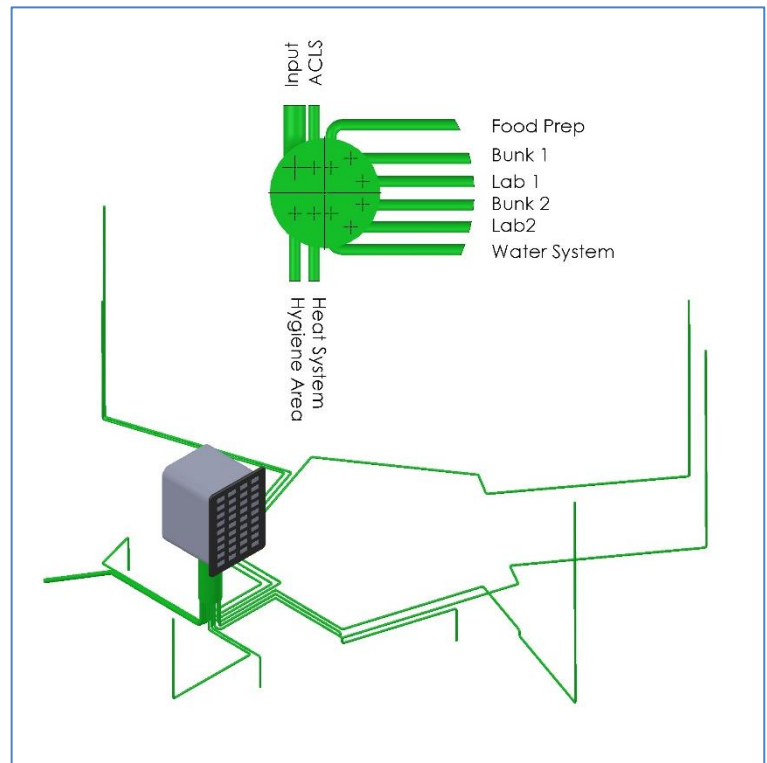 Input
ACLS
Food Prep
Bunk 1
Lab 1
Bunk 2
Lab2
Water System
Heat System
Hygiene Area